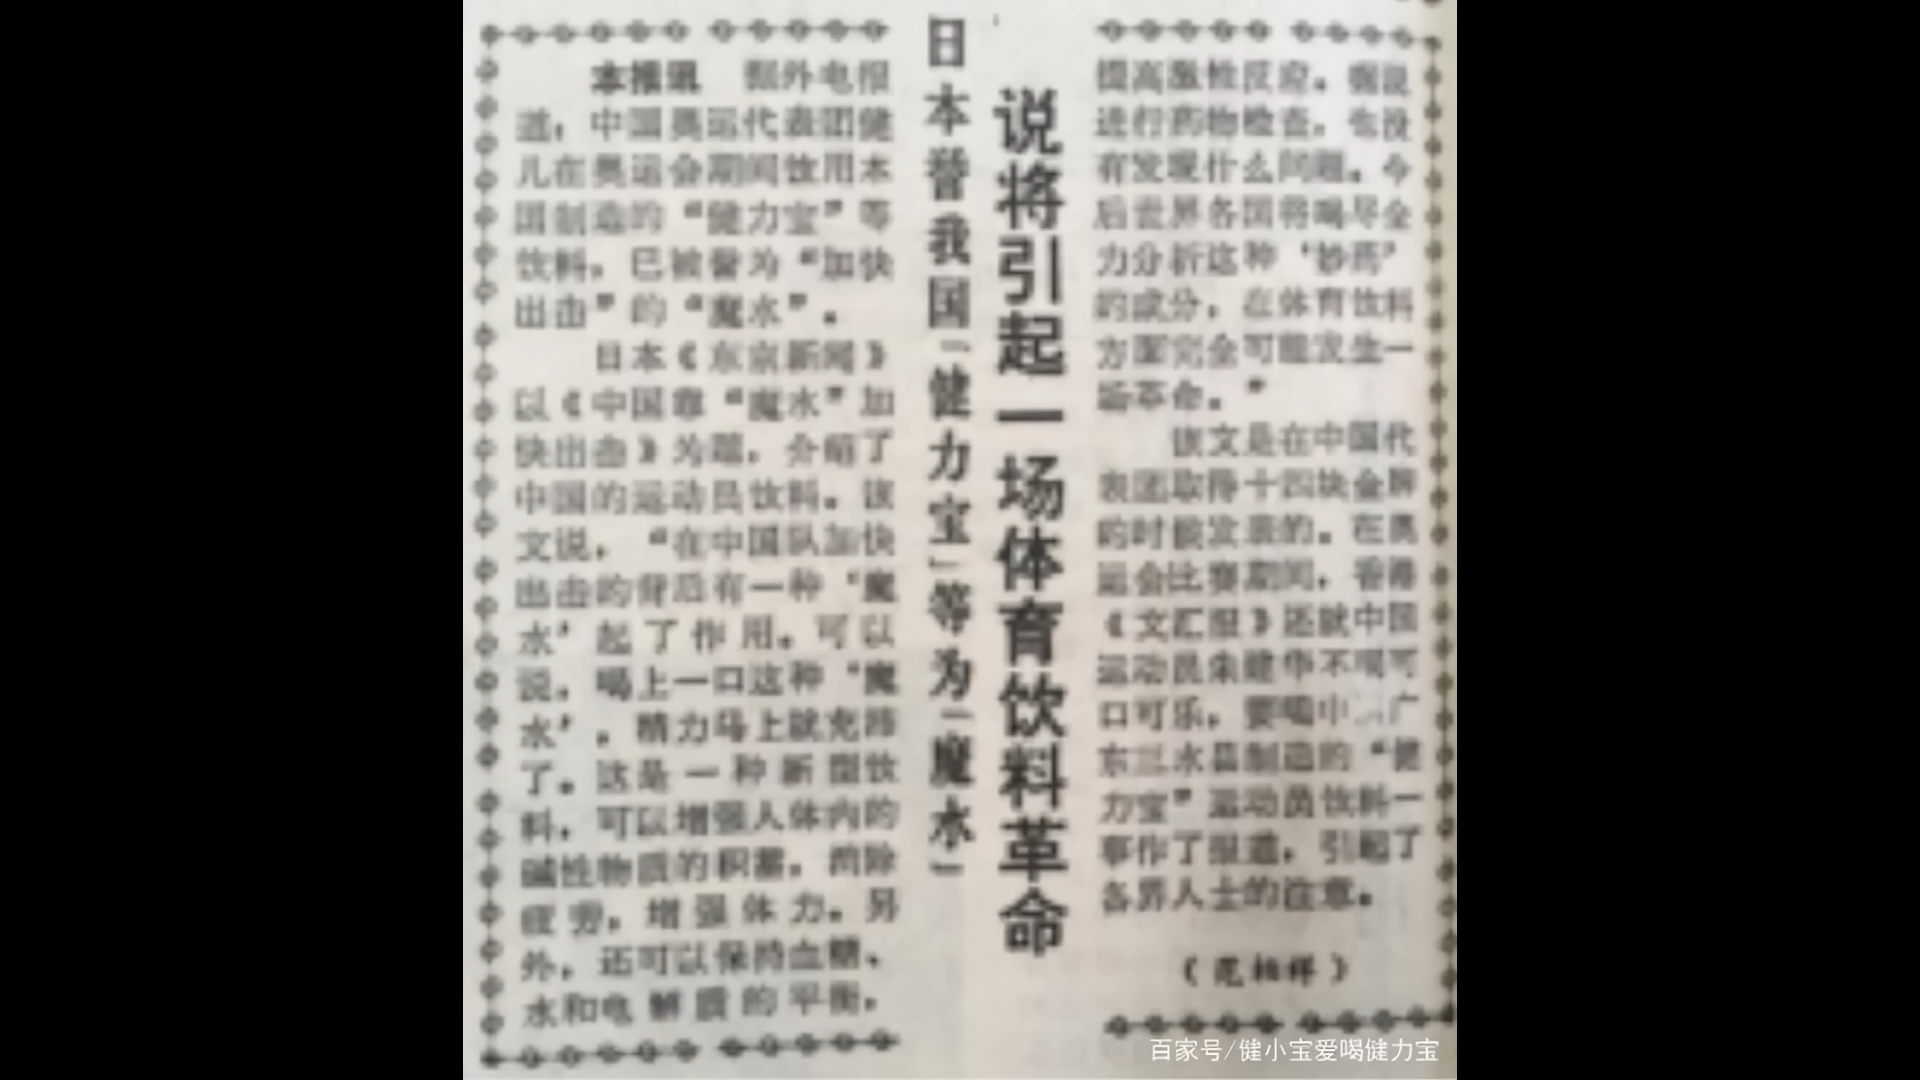 日本誉我国「健力宝」等为「魔水」
说将引起一场体育饮料革命
本报讯 据外电报
道，中国奥运代表团健
儿在奥运会期间饮用本
国制造的“健力宝”等
饮料，已被誉为“加快
出击”的“魔水”。
日本《东京新闻》
以《中国靠“魔水”加
快出击》为题，介绍了
中国的运动员饮料。该
文说，“在中国队加快
出击的背后有一种‘魔
水’起了作用。可以
说，喝上一口这种‘魔
水’，精力马上就充沛
了。这是一种新型饮
料，可以增强人体内的
碱性物质的积蓄，消除
疲劳，增强体力。另
外，还可以保持血糖、
水和电解质的平衡，
提高激性反应。据说
进行药物检查，也没
有发现什么问题。今
后世界各国将竭尽全
力分析这种‘妙药’
的成分，在体育饮料
方面完全可能发生一
场革命。”
该文是在中国代
表团取得十四块金牌
的时候发表的。在奥
运会比赛期间，香港
《文汇报》还就中国
运动员朱建华不喝可
口可乐，要喝中 广
东三水县制造的“健
力宝”运动员饮料一
事作了报道，引起了
各界人士的注意。
百家号/健小宝爱喝健力宝